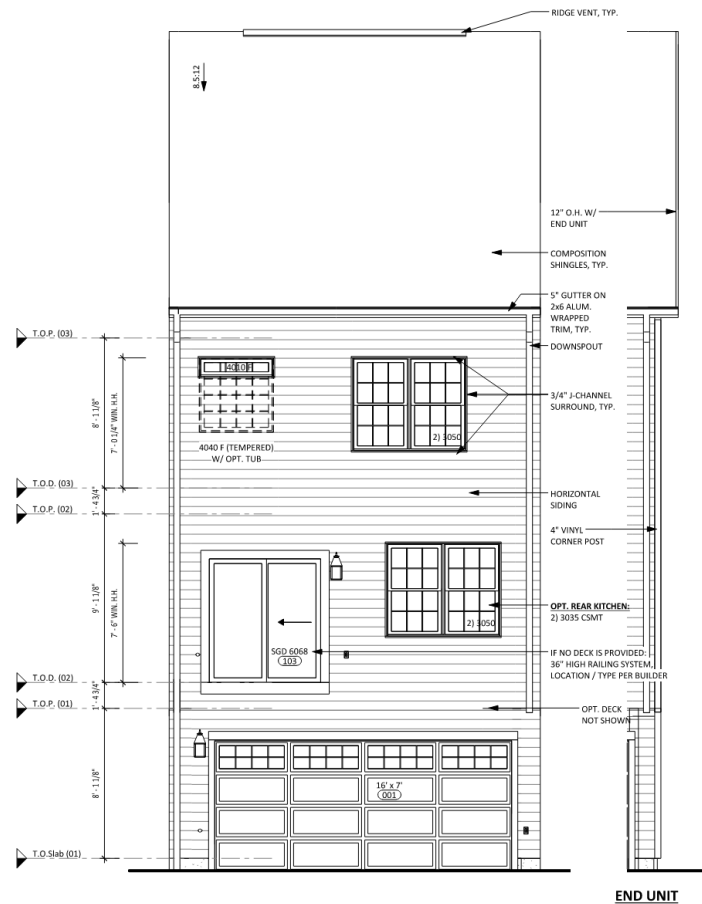 RIDGE VENT, TYP.
8.5:12
12" O.H. W/
END UNIT
COMPOSITION
SHINGLES, TYP.
5" GUTTER ON
2x6 ALUM.
WRAPPED
TRIM, TYP.
T.O.P. (03)
DOWNSPOUT
4010 F
3/4" J-CHANNEL
SURROUND, TYP.
8' - 1 1/8"
7' - 0 1/4" WIN. H.H.
2) 3050
4040 F (TEMPERED)
W/ OPT. TUB
T.O.D. (03)
1' - 4 3/4"
HORIZONTAL
SIDING
T.O.P. (02)
4" VINYL
CORNER POST
9' - 1 1/8"
7' - 6" WIN. H.H.
OPT. REAR KITCHEN:
2) 3035 CSMT
2) 3050
SGD 6068
103
IF NO DECK IS PROVIDED:
36" HIGH RAILING SYSTEM,
LOCATION / TYPE PER BUILDER
T.O.D. (02)
1' - 4 3/4"
T.O.P. (01)
OPT. DECK
NOT SHOWN
8' - 1 1/8"
16' x 7'
001
T.O.Slab (01)
END UNIT